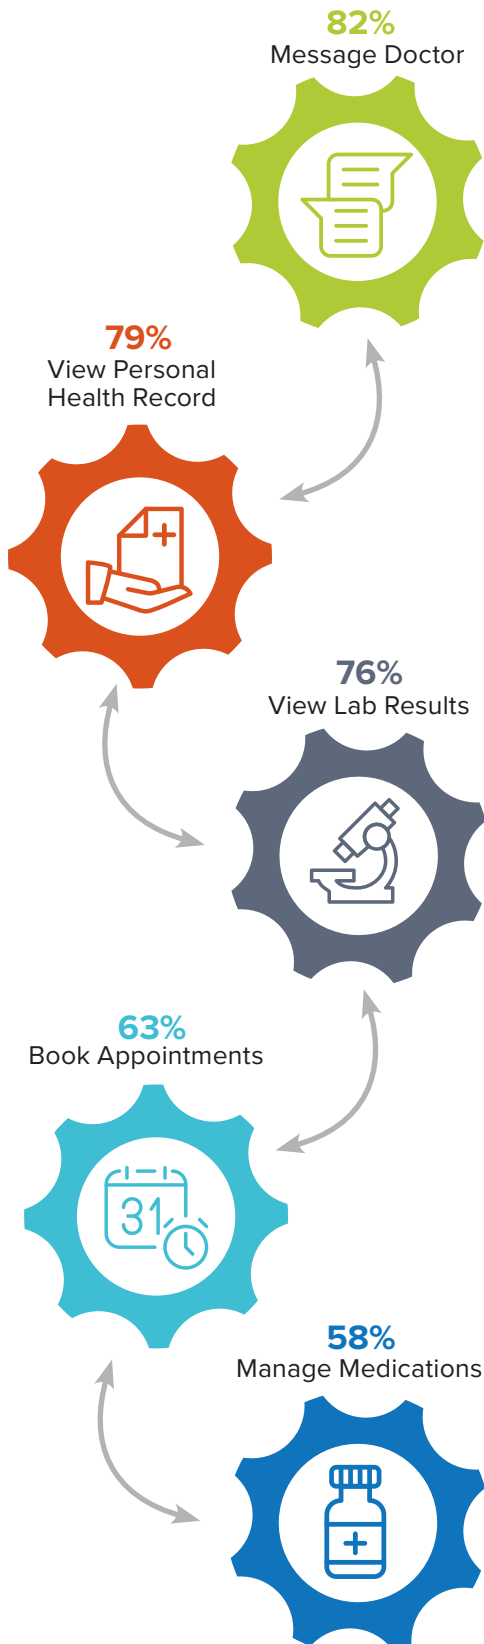 82%
Message Doctor
79%
View Personal
Health Record
76%
View Lab Results
63%
Book Appointments
31
58%
Manage Medications